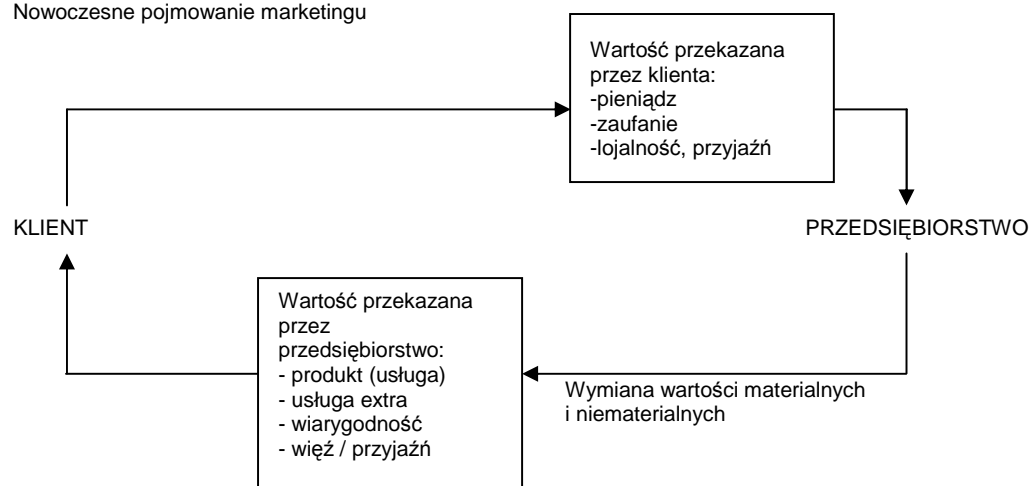 Nowoczesne pojmowanie marketingu
Wartość przekazana
przez klienta:
-pieniądz
-zaufanie
-lojalność, przyjaźń
KLIENT
PRZEDSIĘBIORSTWO
Wartość przekazana
przez
przedsiębiorstwo:
- produkt (usługa)
- usługa extra
- wiarygodność
- więź / przyjaźń
Wymiana wartości materialnych
i niematerialnych